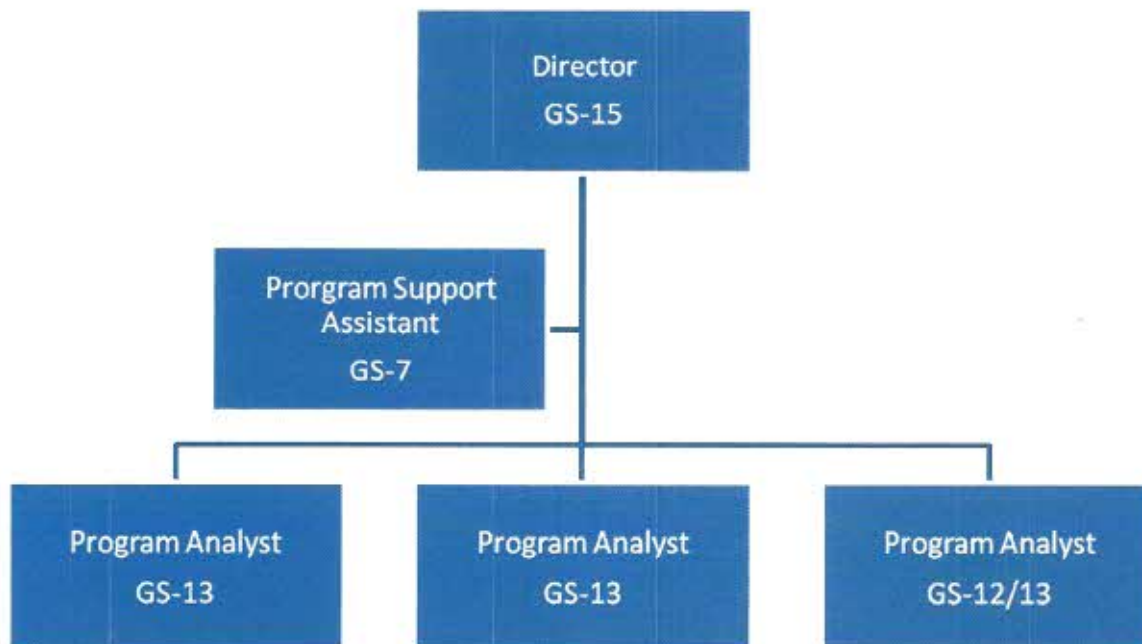 Director
GS-15
Prorgram Support
Assistant
GS-7
Program Analyst
GS-13
Program Analyst
GS-13
Program Analyst
GS-12/13